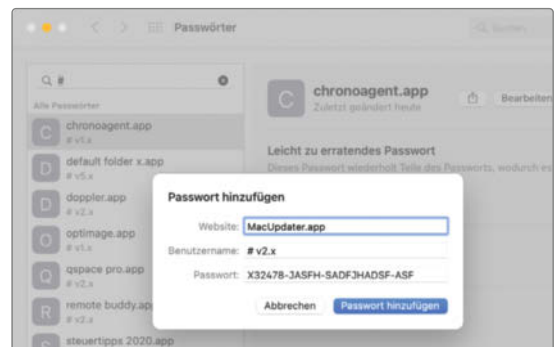 Passwörter
Suchen
#
Alle Passwörter
C
chronoagent.app
# v1.x
D
default folder x.app
# v5.x
D
doppler.app
# v2.x
O
optimage.app
# v1.x
Q
qspace pro.app
# v2.x
R
remote buddy.app
# v2.x
S
steuertipps 2020.app
C
chronoagent.app
Zuletzt geändert heute
Bearbeiten
Leicht zu erratendes Passwort
Dieses Passwort wiederholt Teile des Passworts, wodurch es
Passwort hinzufügen
Website: MacUpdater.app
Benutzername: # v2.x
Passwort: X32478-JASFH-SADFJHADSF-ASF
Abbrechen
Passwort hinzufügen